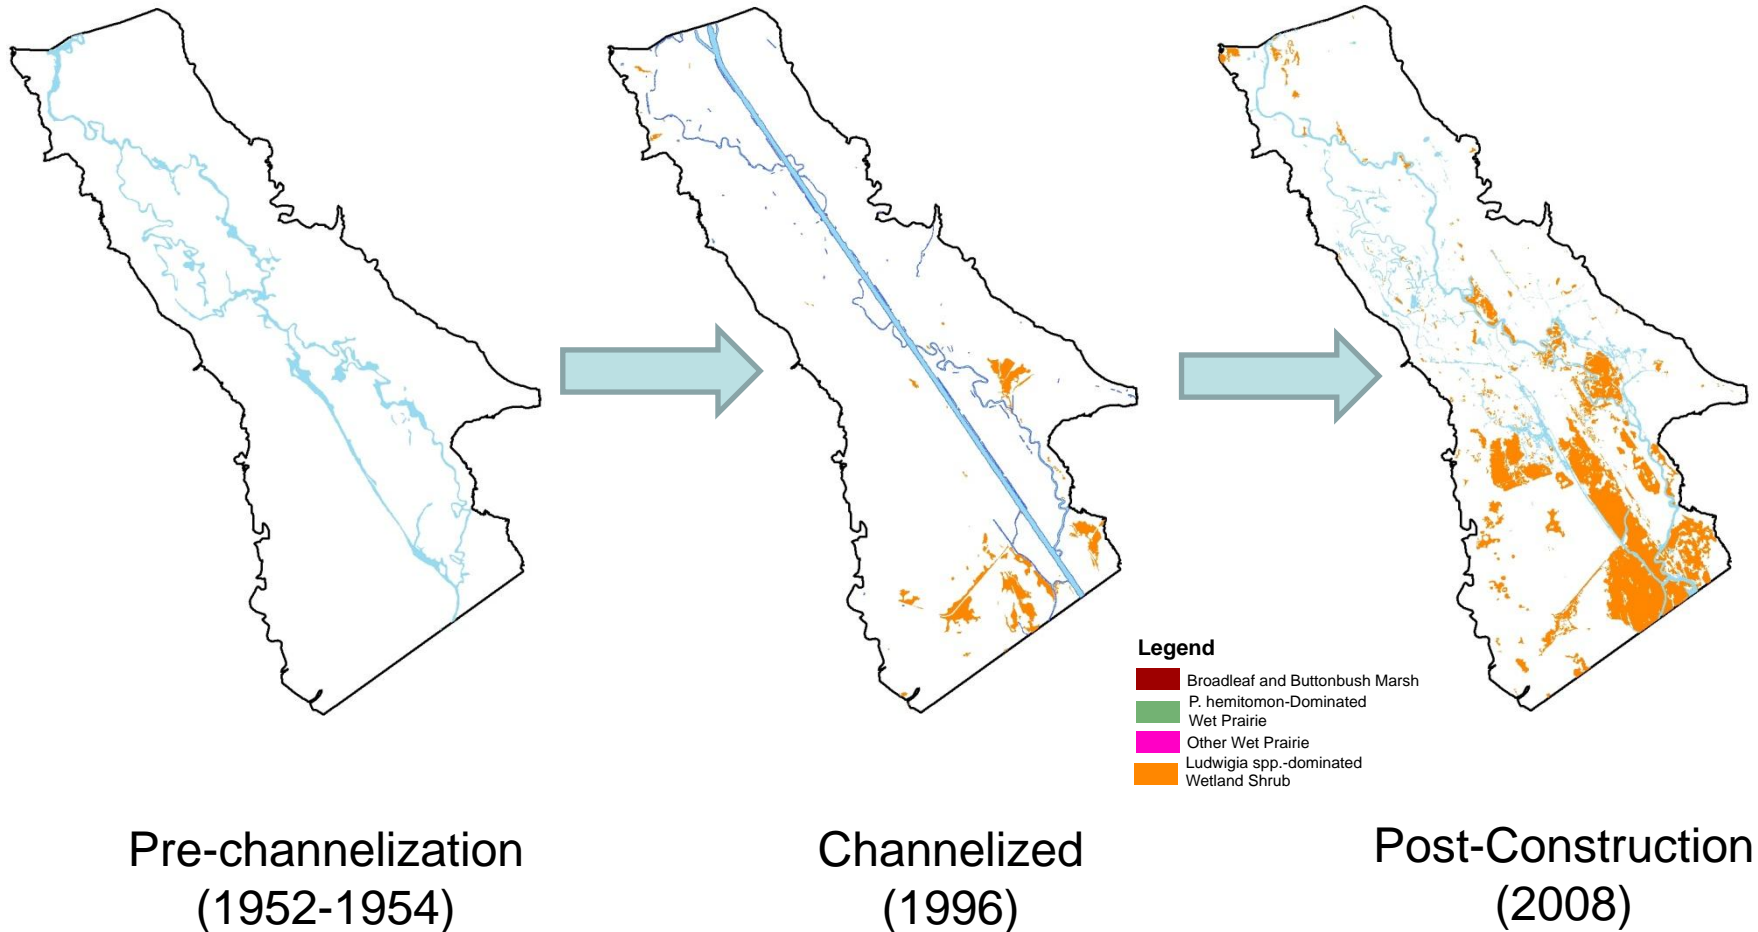 Legend
Broadleaf and Buttonbush Marsh
P. hemitomon-Dominated
Wet Prairie
Other Wet Prairie
Ludwigia spp.-dominated
Wetland Shrub
Pre-channelization
(1952-1954)
Channelized
(1996)
Post-Construction
(2008)